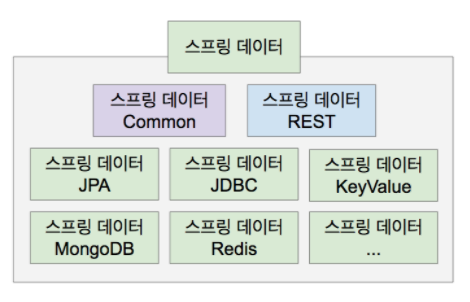 스프링 데이터
스프링 데이터
Common
스프링 데이터
REST
스프링 데이터
JPA
스프링 데이터
JDBC
스프링 데이터
KeyValue
스프링 데이터
MongoDB
스프링 데이터
Redis
스프링 데이터
...